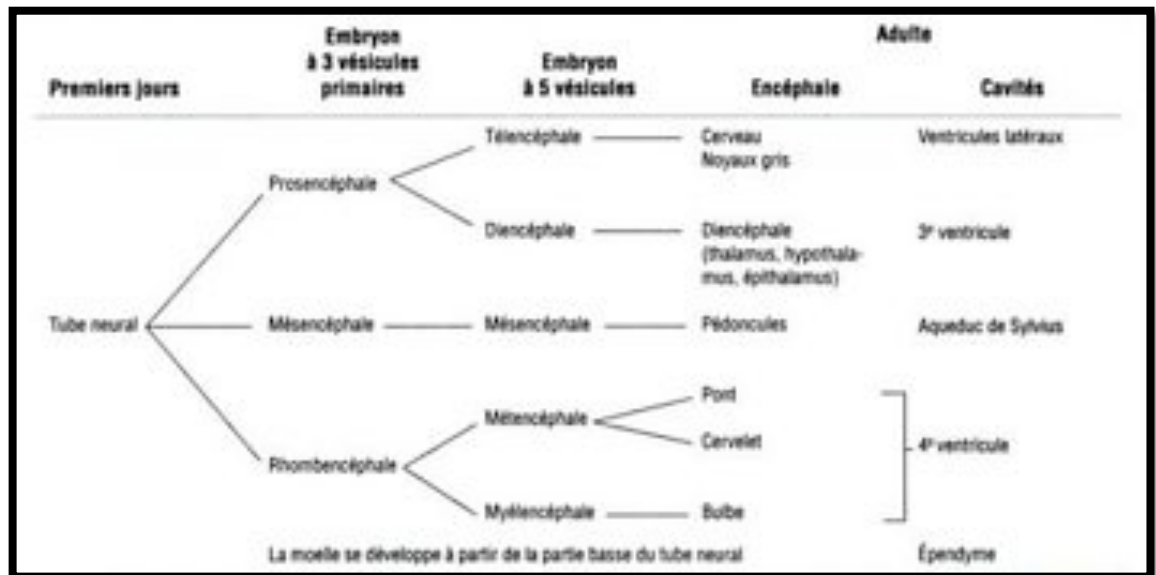 Adulte
Embryon
à 3 vésicules
primaires
Embryon
à 5 vésicules
Premiers jours
Encéphale
Cavités
Télencéphale
Cerveau
Noyaux gris
Ventricules latéraux
Prosencéphale
Diencéphale
Diencéphale
(thalamus, hypothala-
mus, épithalamus)
3e ventricule
Tube neural
Mésencéphale
Mésencéphale
Pédoncules
Aqueduc de Sylvius
Métencéphale
Pont
Cervelet
4e ventricule
Rhombencéphale
Myélencéphale
Bulbe
La moelle se développe à partir de la partie basse du tube neural
Épendyme